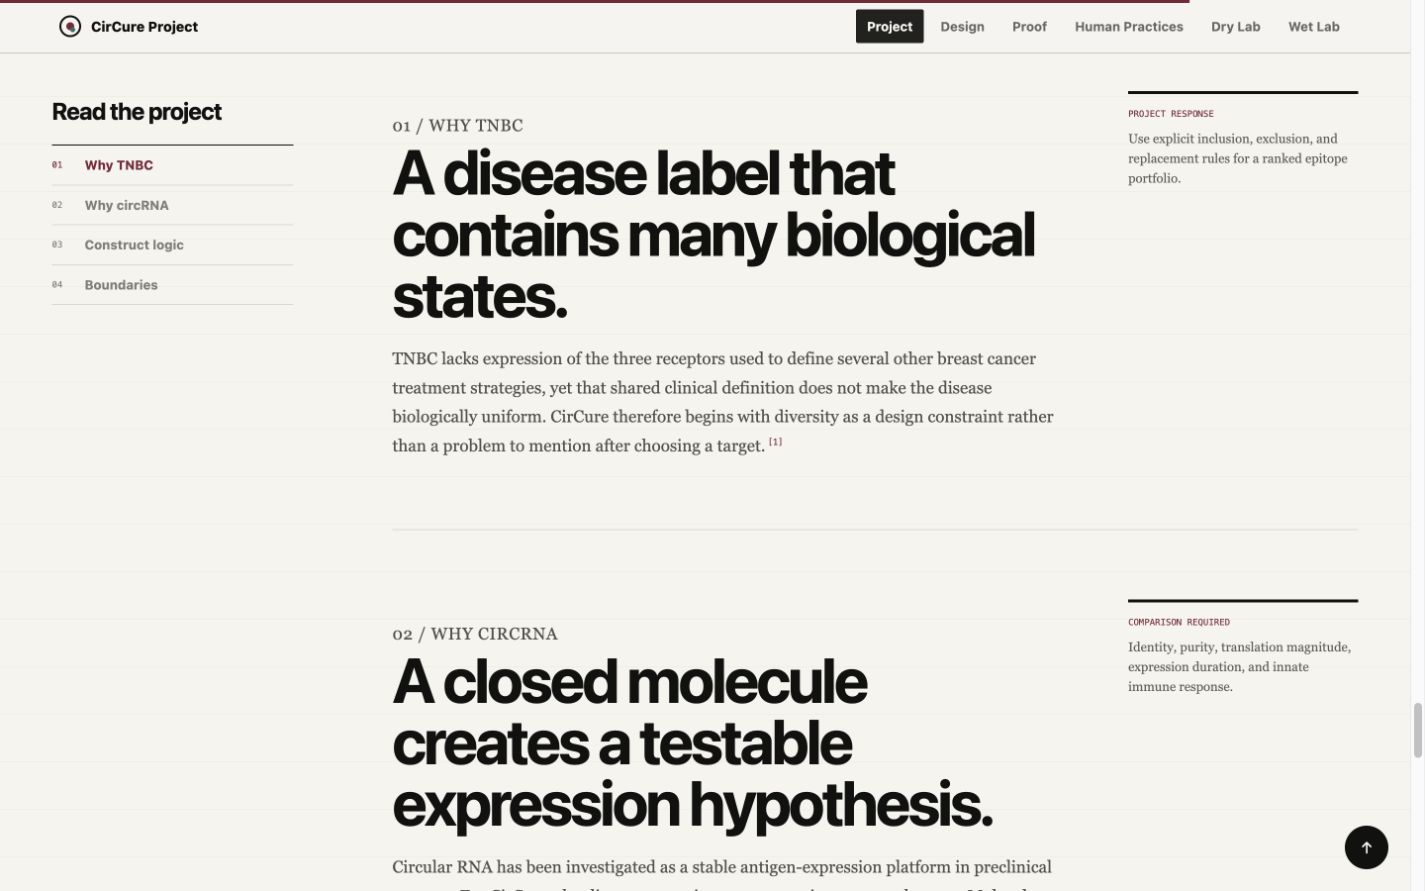 CirCure Project
Project
Design
Proof
Human Practices
Dry Lab
Wet Lab
Read the project
01 Why TNBC
02 Why circRNA
03 Construct logic
04 Boundaries
01 / WHY TNBC
A disease label that
contains many biological
states.
TNBC lacks expression of the three receptors used to define several other breast cancer
treatment strategies, yet that shared clinical definition does not make the disease
biologically uniform. CirCure therefore begins with diversity as a design constraint rather
than a problem to mention after choosing a target. [1]
PROJECT RESPONSE
Use explicit inclusion, exclusion, and
replacement rules for a ranked epitope
portfolio.
02 / WHY CIRCRNA
A closed molecule
creates a testable
expression hypothesis.
Circular RNA has been investigated as a stable antigen-expression platform in preclinical
COMPARISON REQUIRED
Identity, purity, translation magnitude,
expression duration, and innate
immune response.